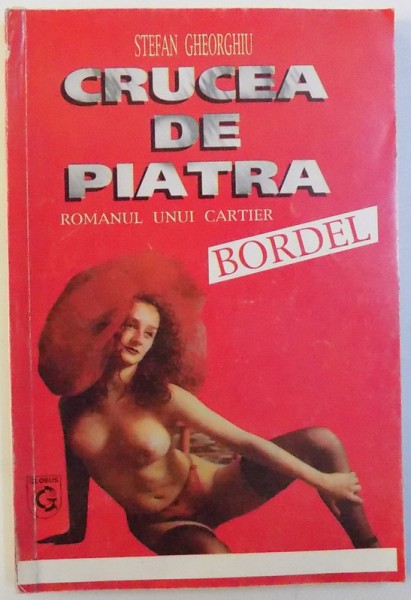 STEFAN GHEORGHIU
CRUCEA
DE
PIATRA
ROMANUL UNUI CARTIER
BORDEL
GLOBUS
G